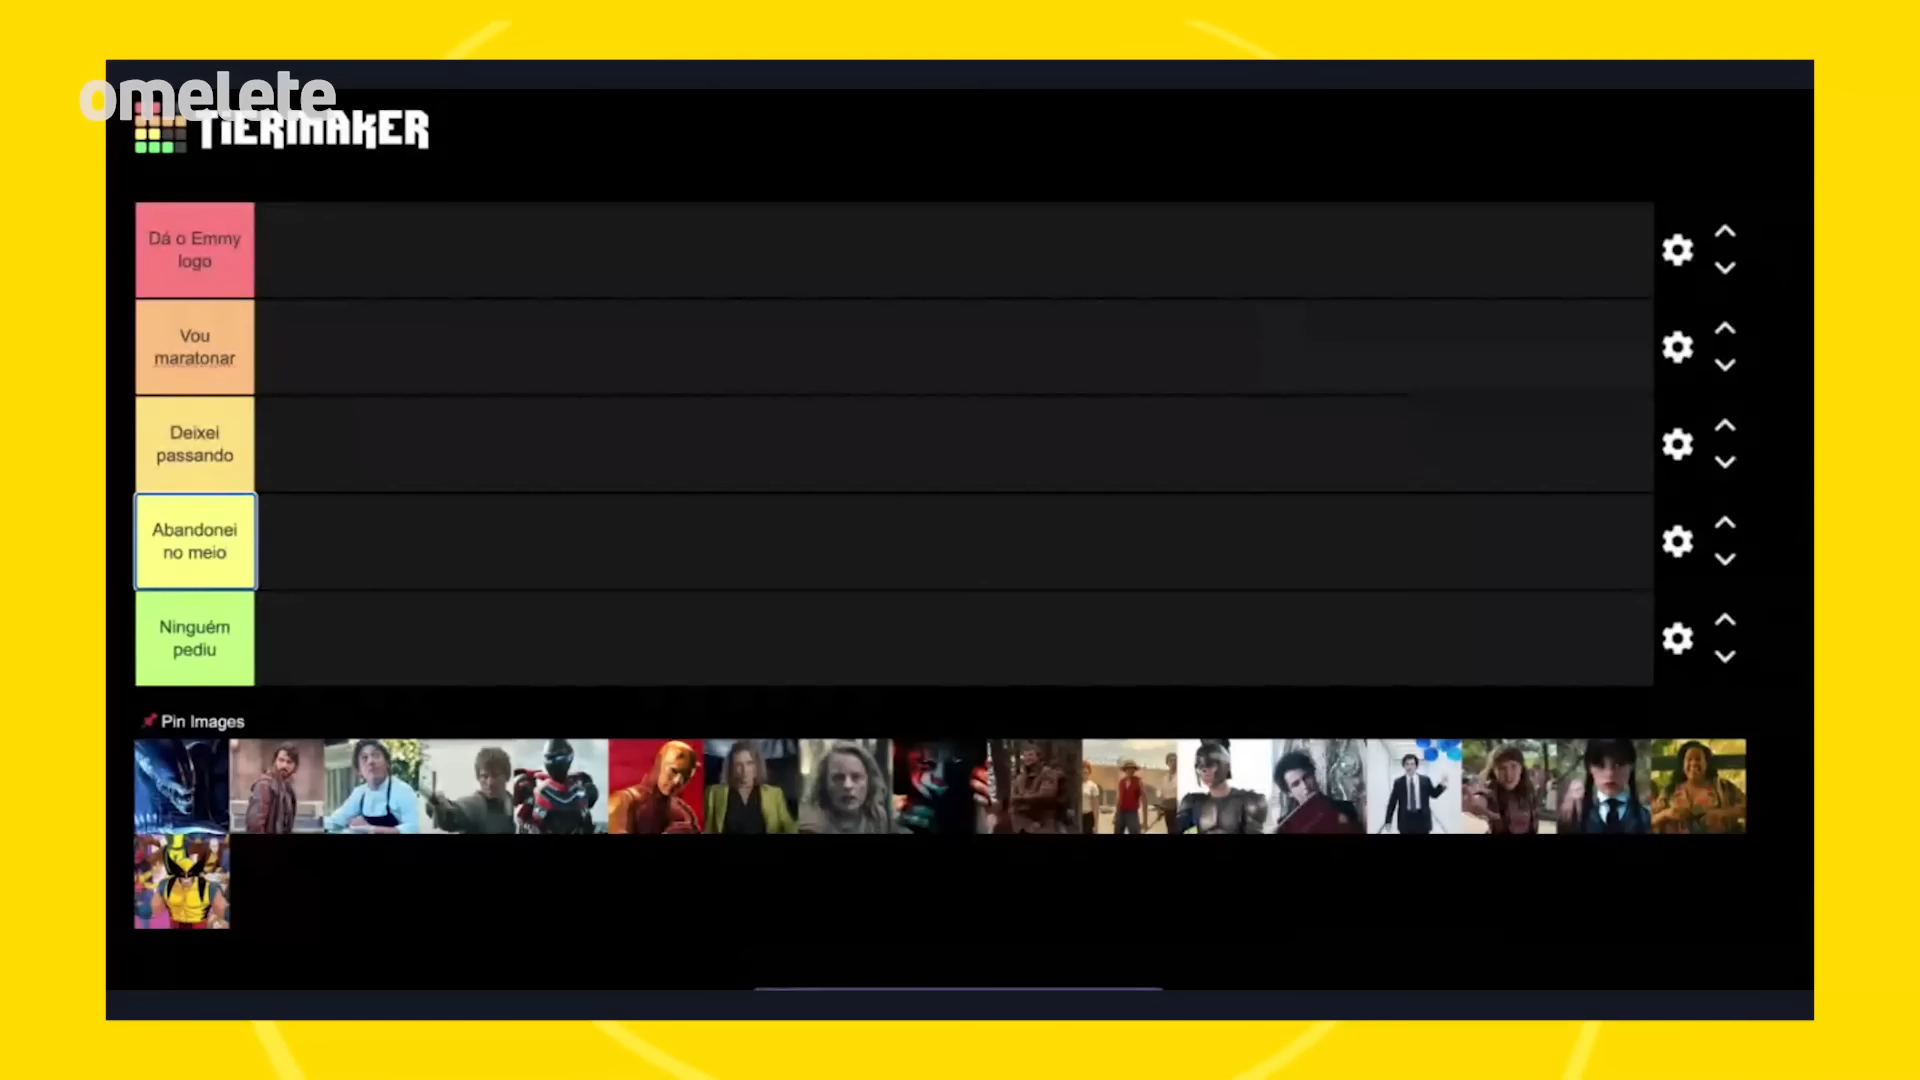 omelete
TiERMAKER
Dá o Emmy
logo
Vou
maratonar
Deixei
passando
Abandonei
no meio
Ninguém
pediu
Pin Images